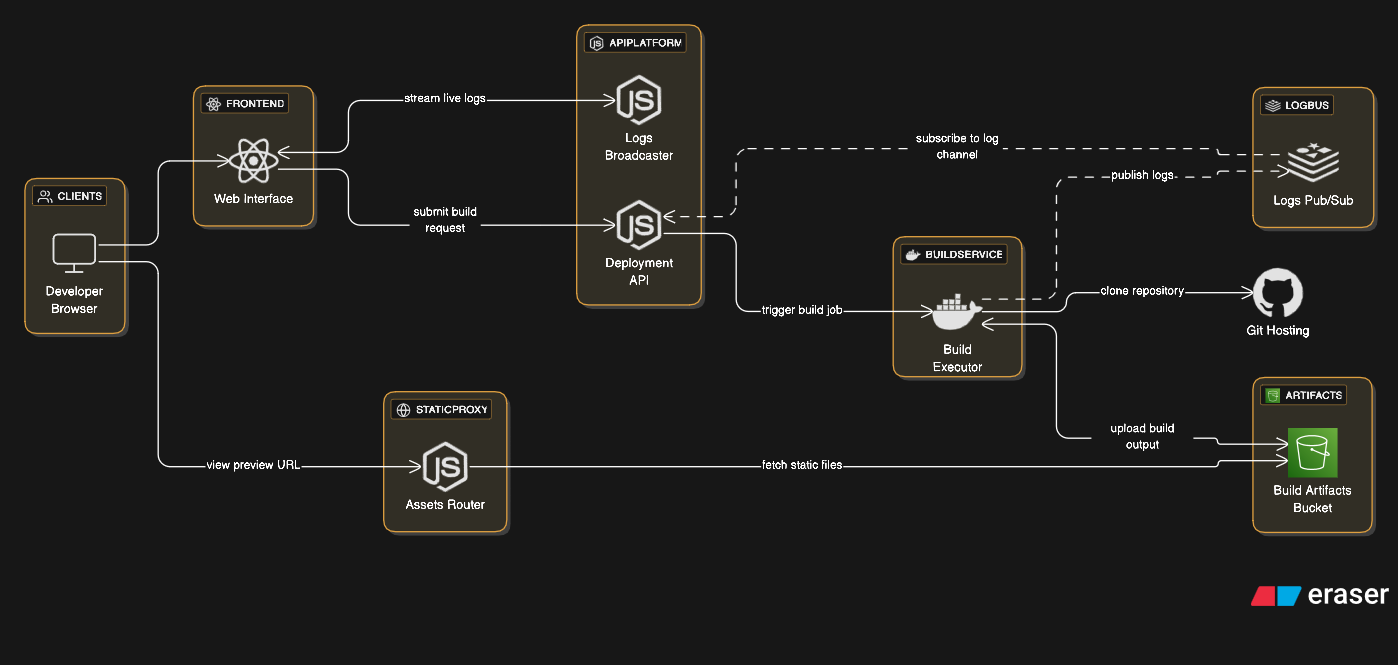 APIPLATFORM
Logs
Broadcaster
Deployment
API
FRONTEND
Web Interface
stream live logs
submit build
request
LOGBUS
Logs Pub/Sub
subscribe to log
channel
publish logs
CLIENTS
Developer
Browser
BUILDSERVICE
Build
Executor
trigger build job
clone repository
Git Hosting
STATICPROXY
Assets Router
view preview URL
fetch static files
upload build
output
ARTIFACTS
Build Artifacts
Bucket
eraser